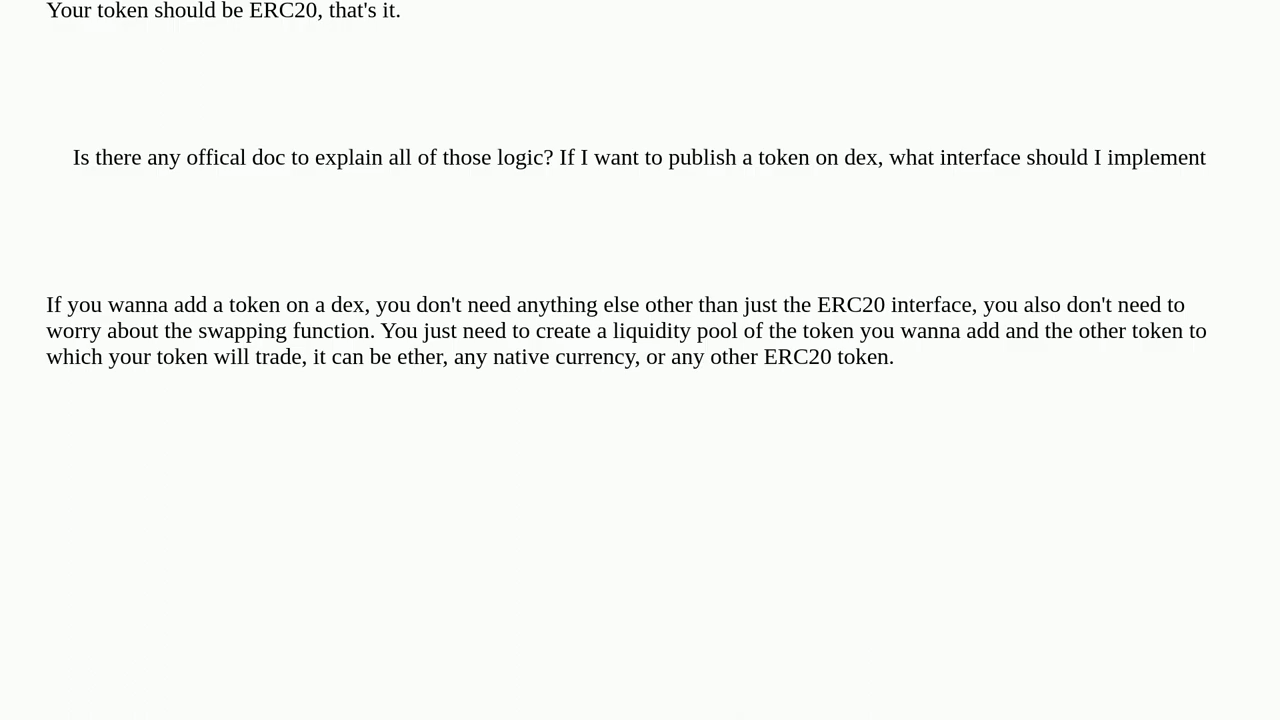 Your token should be ERC20, that's it.
Is there any offical doc to explain all of those logic? If I want to publish a token on dex, what interface should I implement
If you wanna add a token on a dex, you don't need anything else other than just the ERC20 interface, you also don't need to
worry about the swapping function. You just need to create a liquidity pool of the token you wanna add and the other token to
which your token will trade, it can be ether, any native currency, or any other ERC20 token.